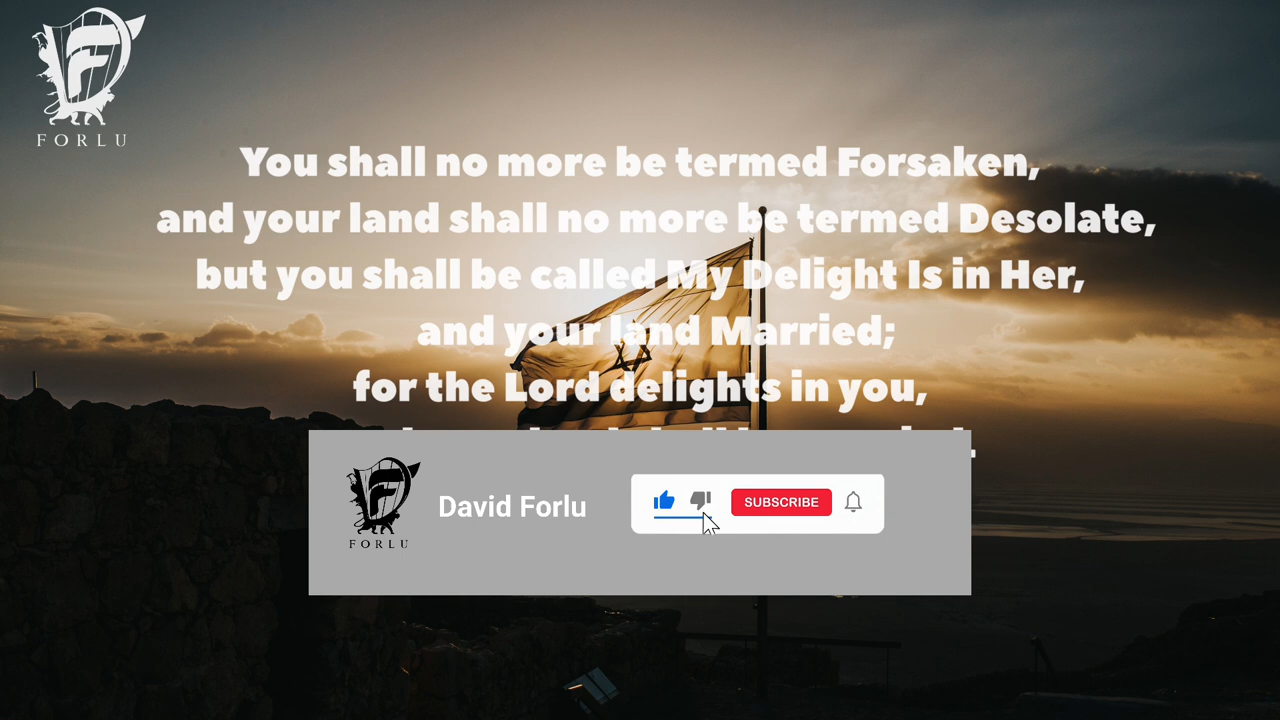 FORLU
You shall no more be termed Forsaken,
and your land shall no more be termed Desolate,
but you shall be called My Delight Is in Her,
and your land Married;
for the Lord delights in you,
FORLU
David Forlu
SUBSCRIBE